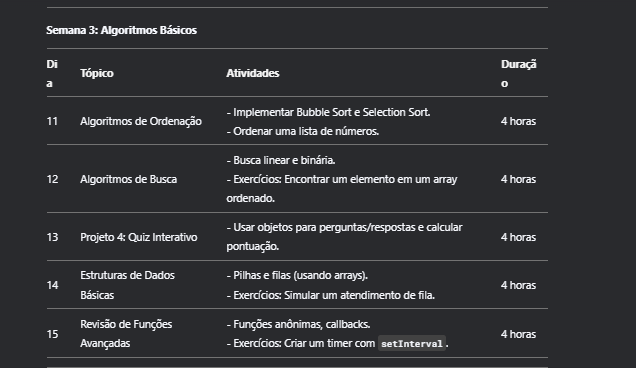 Semana 3: Algoritmos Básicos
Di
a
Tópico
Atividades
Duraçã
o
11
Algoritmos de Ordenação
- Implementar Bubble Sort e Selection Sort.
- Ordenar uma lista de números.
4 horas
12
Algoritmos de Busca
- Busca linear e binária.
- Exercícios: Encontrar um elemento em um array
ordenado.
4 horas
13
Projeto 4: Quiz Interativo
- Usar objetos para perguntas/respostas e calcular
pontuação.
4 horas
14
Estruturas de Dados
Básicas
- Pilhas e filas (usando arrays).
- Exercícios: Simular um atendimento de fila.
4 horas
15
Revisão de Funções
Avançadas
- Funções anônimas, callbacks.
- Exercícios: Criar um timer com setInterval.
4 horas